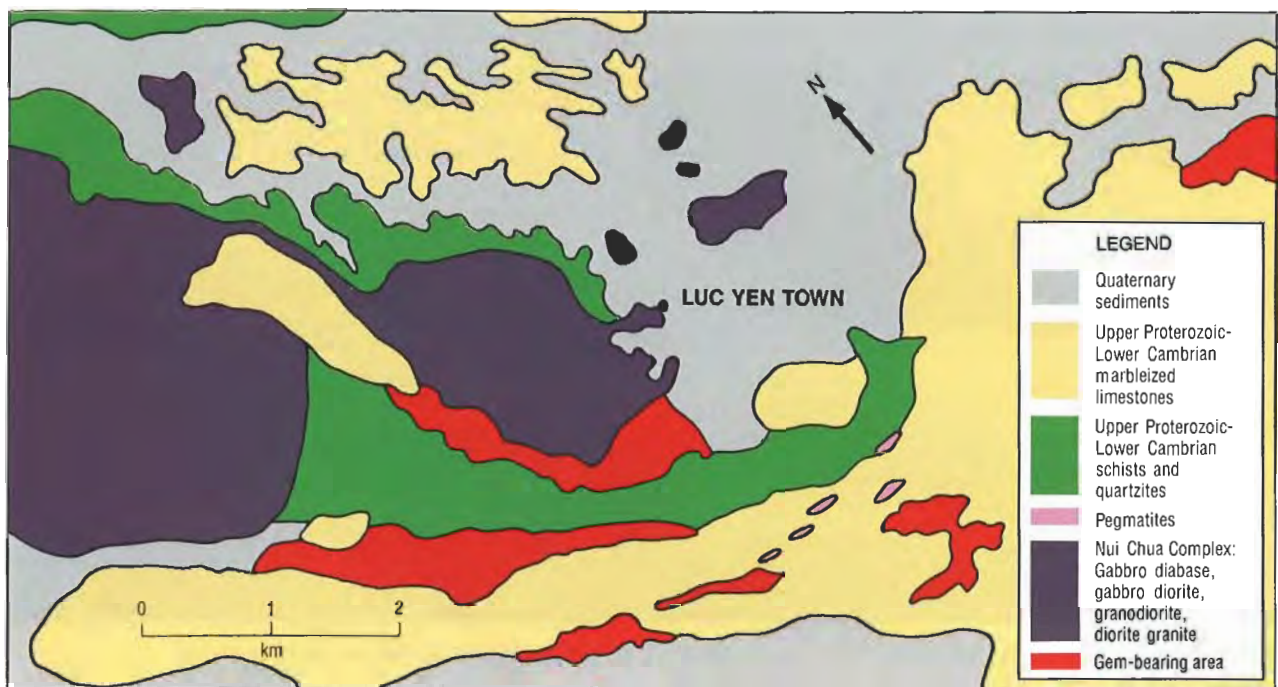 N
LUC YEN TOWN
LEGEND
Quaternary
sediments
Upper Proterozoic-
Lower Cambrian
marbleized
limestones
Upper Proterozoic-
Lower Cambrian
schists and
quartzites
Pegmatites
Nui Chua Complex:
Gabbro diabase,
gabbro diorite,
granodiorite,
diorite granite
Gem-bearing area
0 1 2
km